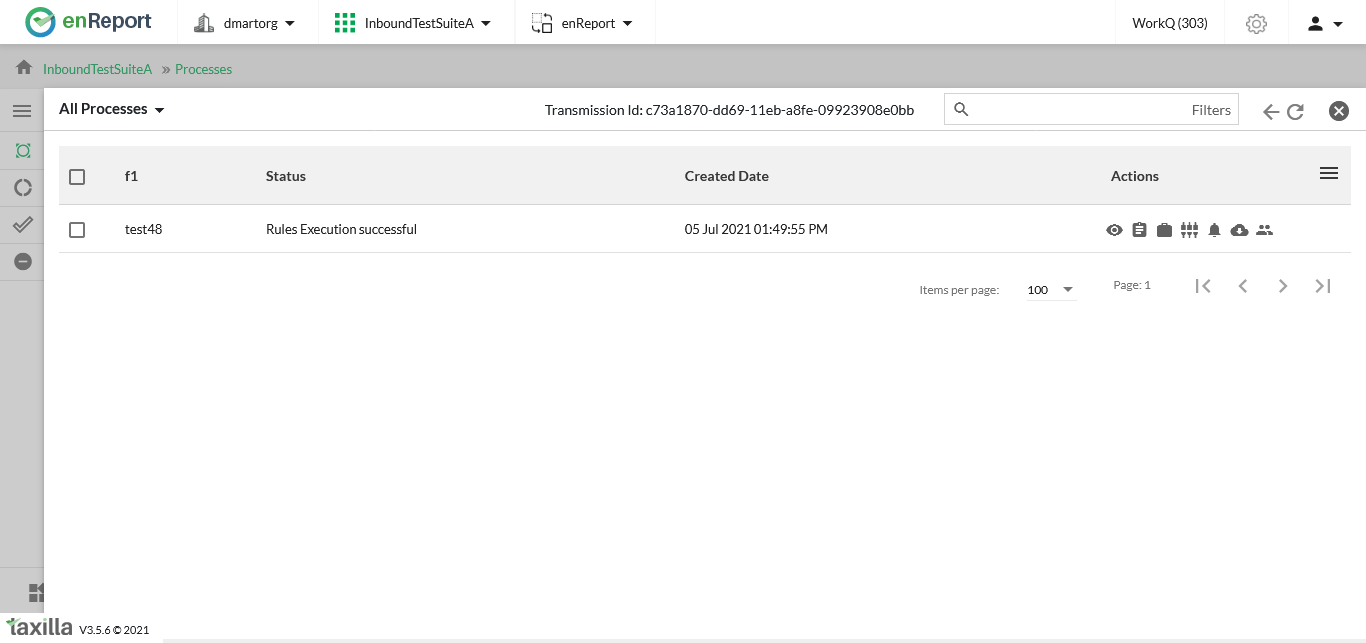 enReport dmartorg InboundTestSuiteA enReport WorkQ (303)
InboundTestSuiteA » Processes
All Processes Transmission Id: c73a1870-dd69-11eb-a8fe-09923908e0bb Filters
f1 Status Created Date Actions
test48 Rules Execution successful 05 Jul 2021 01:49:55 PM
Items per page: 100 Page: 1
taxilla V3.5.6 © 2021